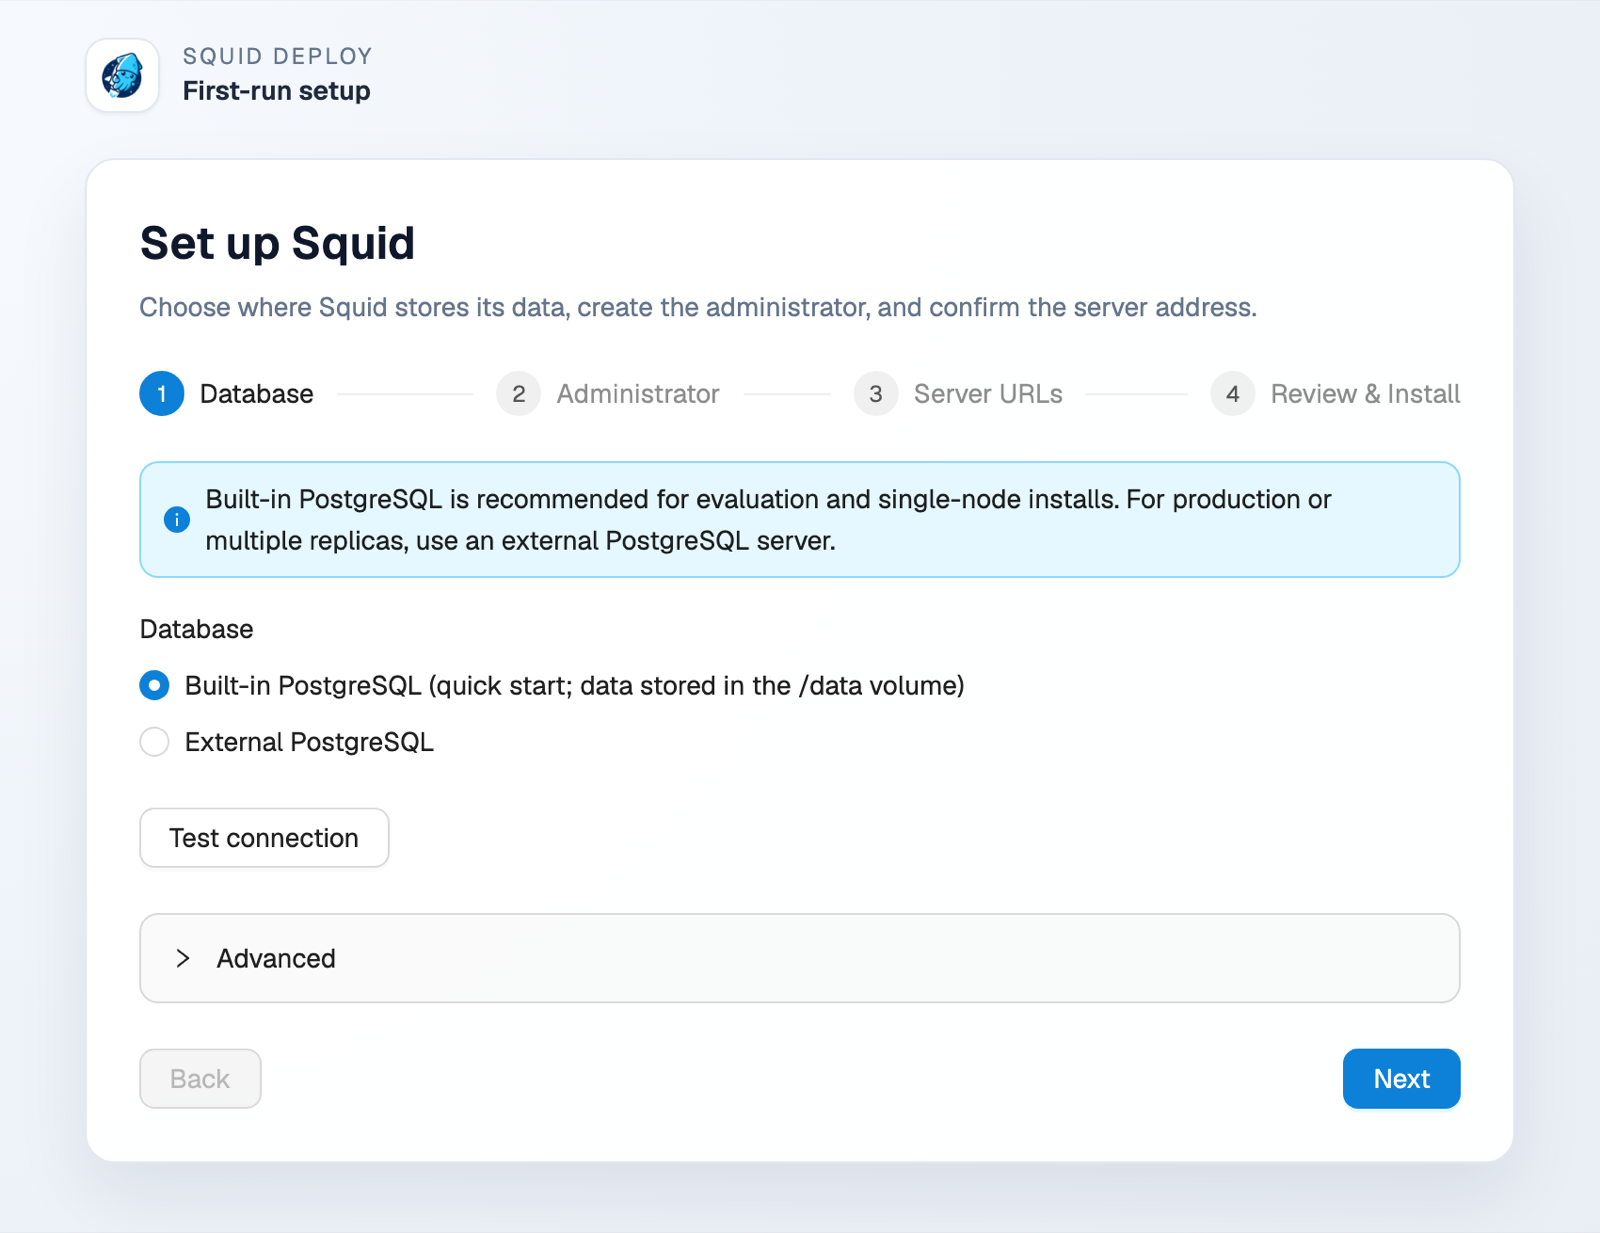 SQUID DEPLOY
First-run setup
Set up Squid
Choose where Squid stores its data, create the administrator, and confirm the server address.
1 Database
2 Administrator
3 Server URLs
4 Review & Install
Built-in PostgreSQL is recommended for evaluation and single-node installs. For production or
multiple replicas, use an external PostgreSQL server.
Database
Built-in PostgreSQL (quick start; data stored in the /data volume)
External PostgreSQL
Test connection
Advanced
Back
Next